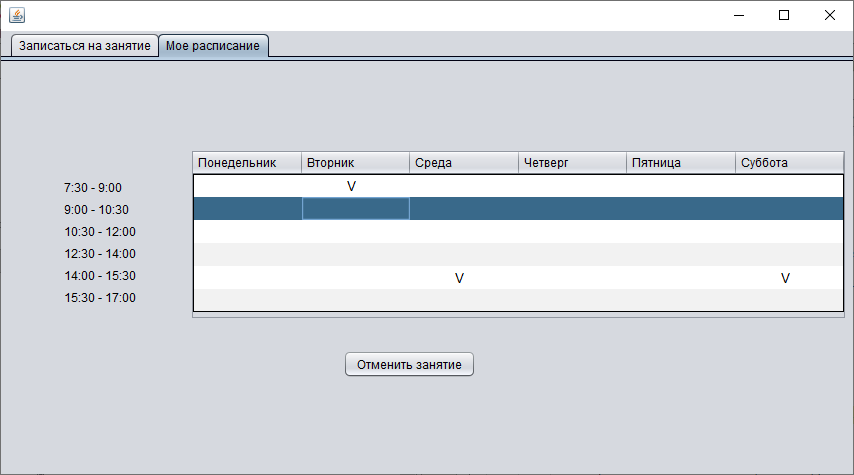 Записаться на занятие Мое расписание
Понедельник Вторник Среда Четверг Пятница Суббота
7:30 - 9:00 V
9:00 - 10:30
10:30 - 12:00
12:30 - 14:00
14:00 - 15:30 V V
15:30 - 17:00
Отменить занятие